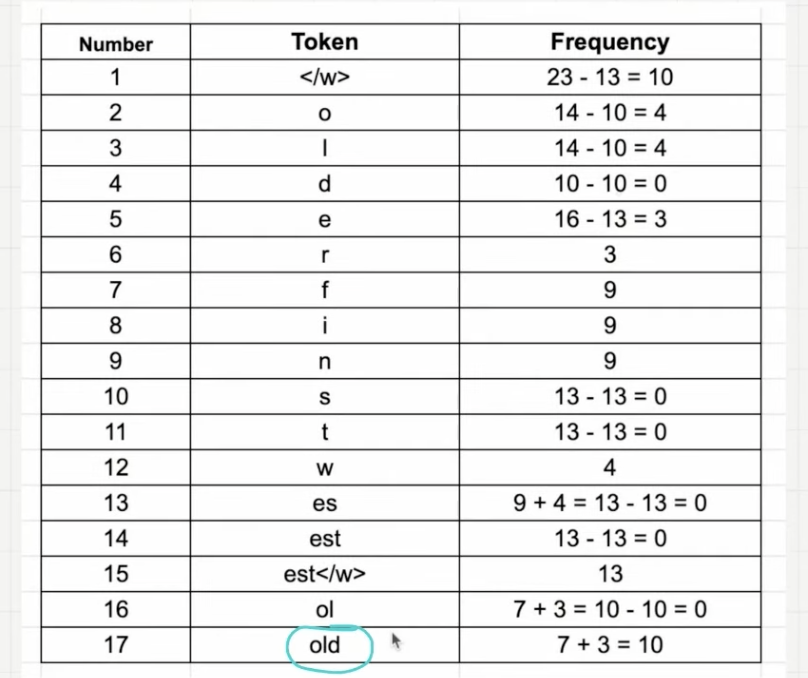 Number Token Frequency
1 </w> 23 - 13 = 10
2 o 14 - 10 = 4
3 l 14 - 10 = 4
4 d 10 - 10 = 0
5 e 16 - 13 = 3
6 r 3
7 f 9
8 i 9
9 n 9
10 s 13 - 13 = 0
11 t 13 - 13 = 0
12 w 4
13 es 9 + 4 = 13 - 13 = 0
14 est 13 - 13 = 0
15 est</w> 13
16 ol 7 + 3 = 10 - 10 = 0
17 old 7 + 3 = 10